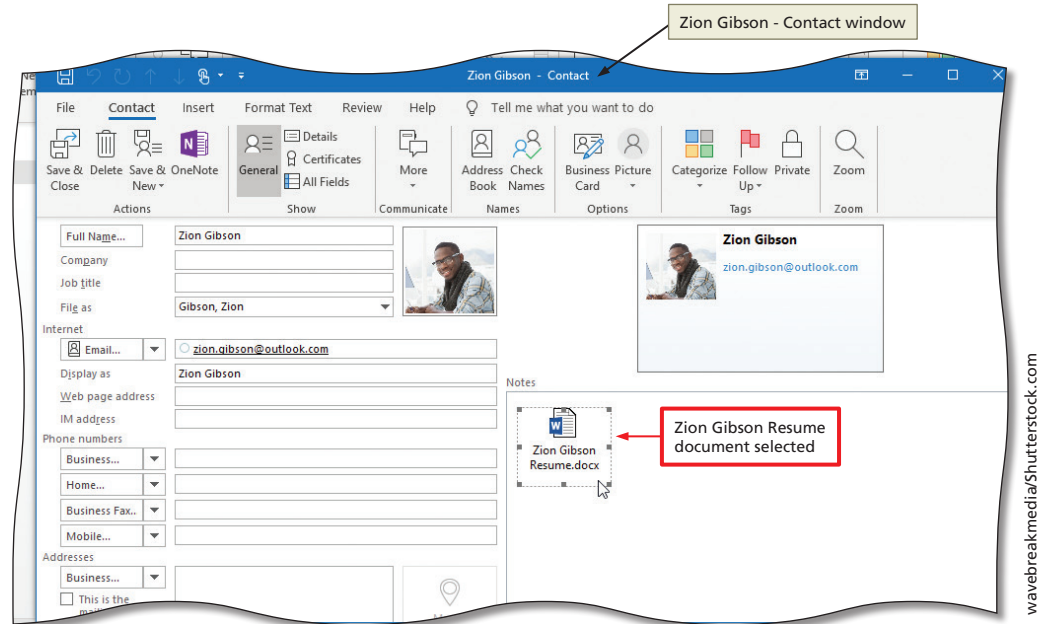 Zion Gibson - Contact window
Zion Gibson - Contact
File Contact Insert Format Text Review Help Tell me what you want to do
Save & Close
Delete
Save & New
OneNote
General
Details
Certificates
All Fields
More
Address Book
Check Names
Business Card
Picture
Categorize
Follow Up
Private
Zoom
Actions Show Communicate Names Options Tags Zoom
Full Name... Zion Gibson
Company
Job title
File as Gibson, Zion
Internet
Email... zion.gibson@outlook.com
Display as Zion Gibson
Web page address
IM address
Phone numbers
Business...
Home...
Business Fax..
Mobile...
Addresses
Business...
This is the
Zion Gibson
zion.gibson@outlook.com
Notes
Zion Gibson
Resume.docx
Zion Gibson Resume
document selected
wavebreakmedia/Shutterstock.com